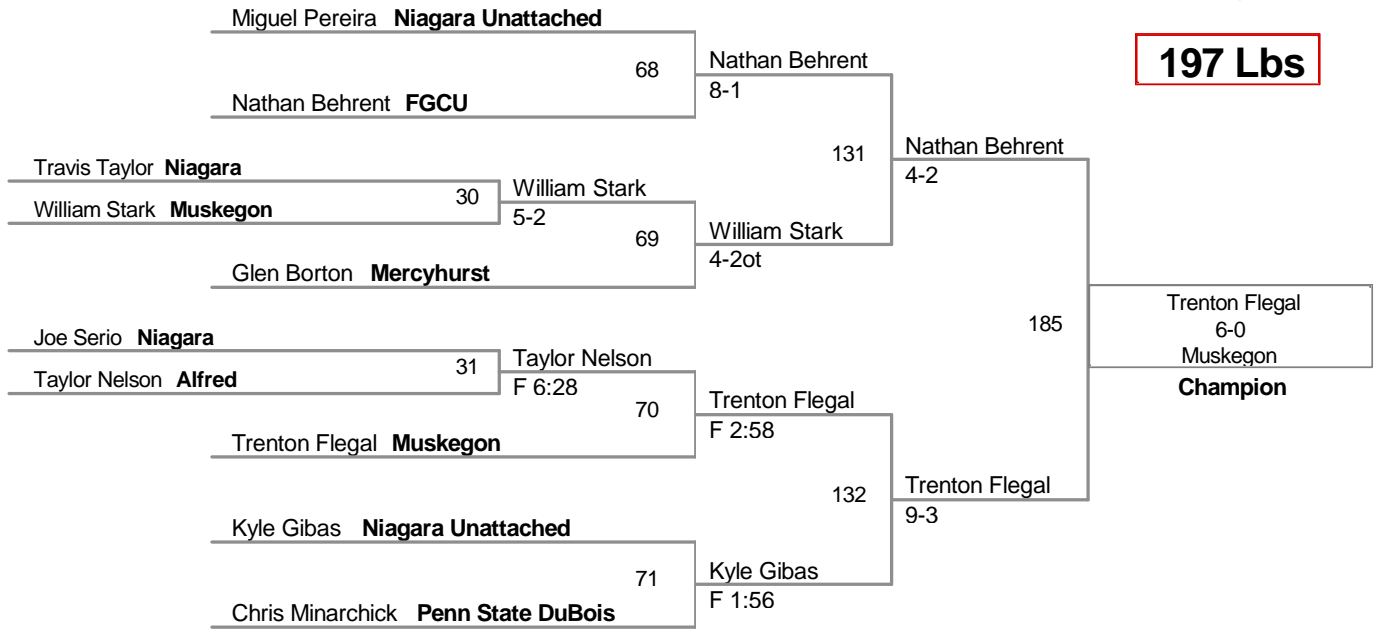 Miguel Pereira Niagara Unattached
197 Lbs
68
Nathan Behrent
8-1
Nathan Behrent FGCU
131
Nathan Behrent
4-2
Travis Taylor Niagara
30
William Stark
5-2
William Stark Muskegon
69
William Stark
4-2ot
Glen Borton Mercyhurst
185
Trenton Flegal
6-0
Muskegon
Champion
Joe Serio Niagara
31
Taylor Nelson
F 6:28
Taylor Nelson Alfred
70
Trenton Flegal
F 2:58
Trenton Flegal Muskegon
132
Trenton Flegal
9-3
Kyle Gibas Niagara Unattached
71
Kyle Gibas
F 1:56
Chris Minarchick Penn State DuBois